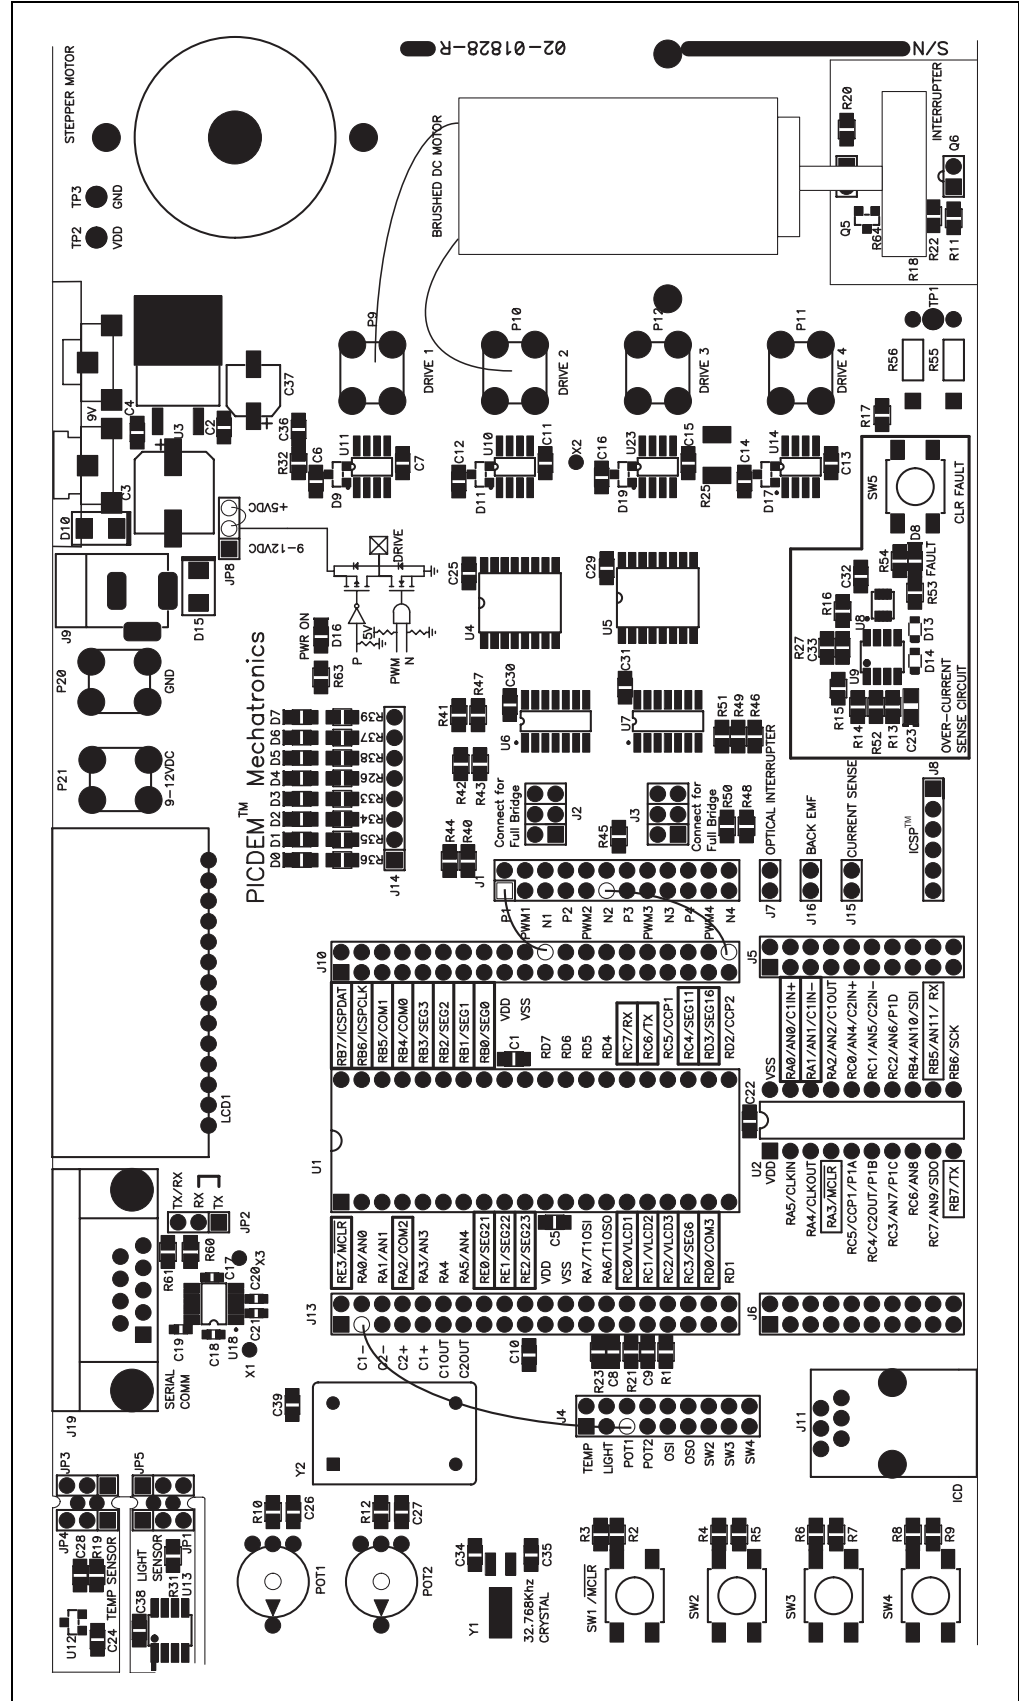 02-01828-R
S/N
STEPPER MOTOR
TP3
GND
TP2
VDD
BRUSHED DC MOTOR
R20
INTERRUPTER
Q6
Q5
R64
R22
R11
R18
TP1
P9
DRIVE 1
P10
DRIVE 2
P12
DRIVE 3
P11
DRIVE 4
R56
R55
R17
9V
C4
U3
C2
C37
C36
R32
C6
U11
D9
C7
C12
U10
D11
C11
X2
C16
U23
D19
C15
R25
C14
U14
D17
C13
SW5
CLR FAULT
C3
D10
+5VDC
9-12VDC
JP8
J9
D15
PWR ON
D16
R63
DRIVE
5V
P
PWM
N
C25
U4
C29
U5
C32
R54
D8
FAULT
R53
R16
U8
R27
C33
D13
D14
U9
R15
R14
R52
R13
C23
OVER-CURRENT
SENSE CIRCUIT
P20
GND
P21
9-12VDC
PICDEM™ Mechatronics
D7
D6
D5
D4
D3
D2
D1
D0
R39
R37
R38
R26
R33
R34
R35
R36
J14
R41
R47
C30
U6
C31
U7
R51
R49
R46
R42
R43
R44
R40
Connect for
Full Bridge
J2
R45
J3
Connect for
Full Bridge
R50
R48
OPTICAL INTERRUPTER
J7
BACK EMF
J16
CURRENT SENSE
J15
ICSP™
J8
J1
P1
PWM1
N1
P2
PWM2
N2
P3
PWM3
N3
P4
PWM4
N4
LCD1
J10
RB7/ICSPDAT
RB6/ICSPCLK
RB5/COM1
RB4/COM0
RB3/SEG3
RB2/SEG2
RB1/SEG1
RB0/SEG0
VDD
VSS
RD7
RD6
RD5
RD4
RC7/RX
RC6/TX
RC5/CCP1
RC4/SEG11
RD3/SEG16
RD2/CCP2
C1
J5
VSS
RA0/AN0/C1IN+
RA1/AN1/C1IN-
RA2/AN2/C1OUT
RC0/AN4/C2IN+
RC1/AN5/C2IN-
RC2/AN6/P1D
RB4/AN10/SDI
RB5/AN11/ RX
RB6/SCK
U1
C22
U2
VDD
RA5/CLKIN
RA4/CLKOUT
RA3/MCLR
RC5/CCP1/P1A
RC4/C2OUT/P1B
RC3/AN7/P1C
RC6/AN8
RC7/AN9/SDO
RB7/TX
RE3/MCLR
RA0/AN0
RA1/AN1
RA2/COM2
RA3/AN3
RA4
RA5/AN4
RE0/SEG21
RE1/SEG22
RE2/SEG23
VDD
VSS
RA7/T1OSI
RA6/T1OSO
RC0/VLCD1
RC1/VLCD2
RC2/VLCD3
RC3/SEG6
RD0/COM3
RD1
C5
J13
J6
C1-
C2-
C2+
C1+
C1OUT
C2OUT
C10
R23
C8
R21
C9
R1
TX/RX
RX
TX
JP2
R61
R60
X3
C17
C20
C19
C18
U18
C21
X1
SERIAL
COMM
J19
C39
Y2
J4
TEMP
LIGHT
POT1
POT2
OSI
OSO
SW2
SW3
SW4
J11
ICD
JP3
JP5
JP4
C28
R19
TEMP SENSOR
U12
C24
LIGHT
SENSOR
JP1
R31
U13
C38
R10
C26
POT1
R12
C27
POT2
C34
C35
Y1
32.768Khz
CRYSTAL
R3
R2
SW1 /MCLR
R4
R5
SW2
R6
R7
SW3
R8
R9
SW4